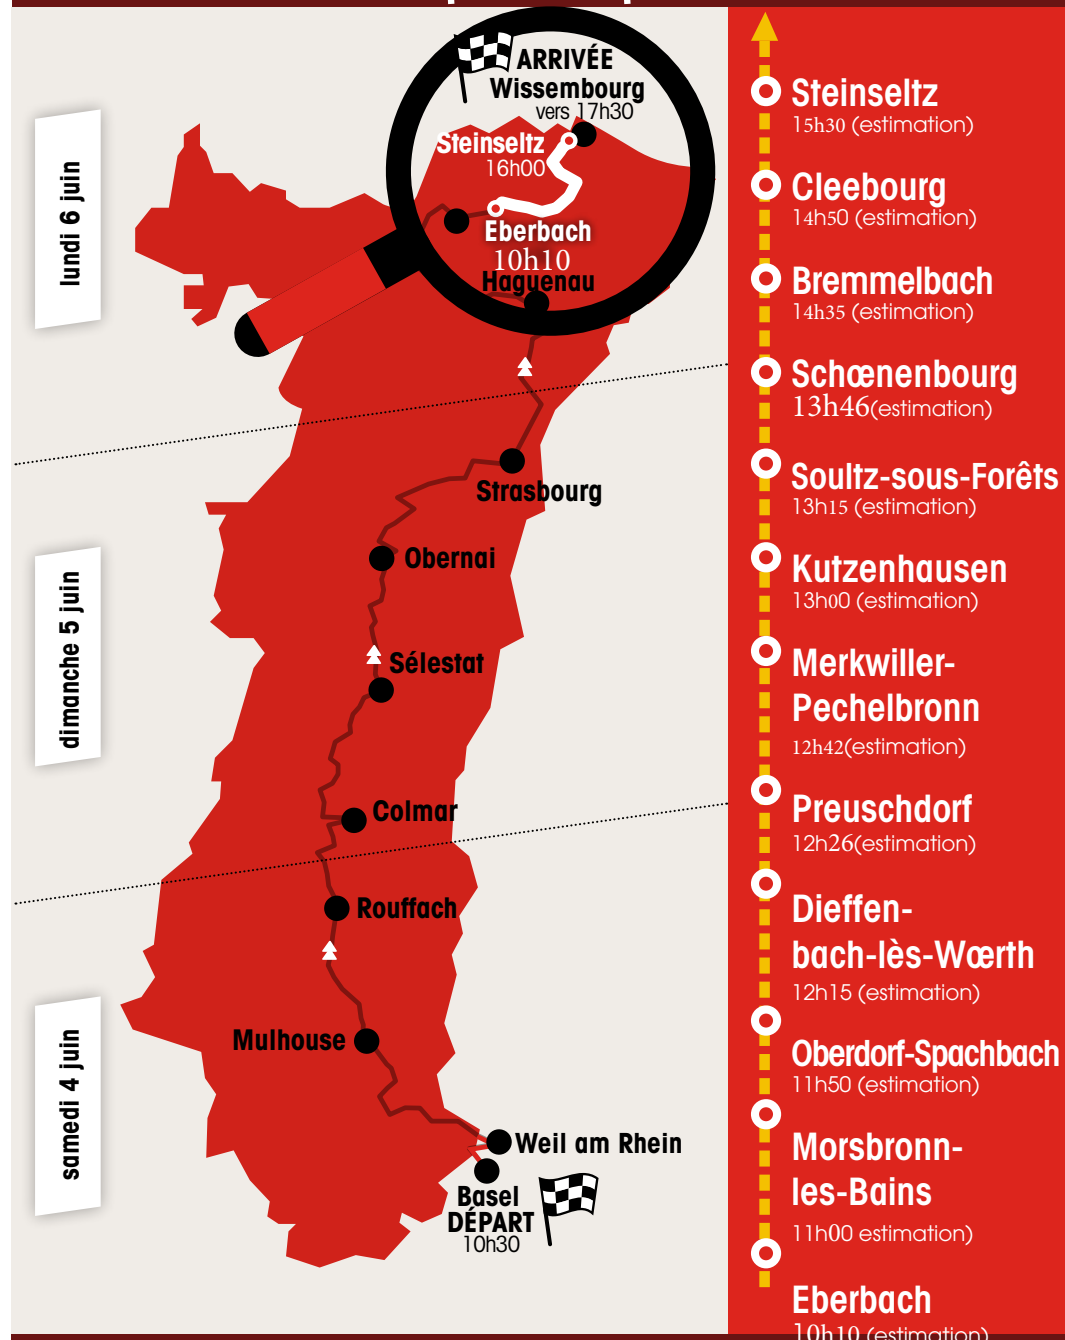 lundi 6 juin
ARRIVÉE
Wissembourg
vers 17h30
Steinseltz
16h00
Eberbach
10h10
Haguenau
Strasbourg
dimanche 5 juin
Obernai
Sélestat
Colmar
Rouffach
samedi 4 juin
Mulhouse
Weil am Rhein
Basel
DÉPART
10h30
Steinseltz
15h30 (estimation)
Cleebourg
14h50 (estimation)
Bremmelbach
14h35 (estimation)
Schœnenbourg
13h46(estimation)
Soultz-sous-Forêts
13h15 (estimation)
Kutzenhausen
13h00 (estimation)
Merkwiller-
Pechelbronn
12h42(estimation)
Preuschdorf
12h26(estimation)
Dieffen-
bach-lès-Wœrth
12h15 (estimation)
Oberdorf-Spachbach
11h50 (estimation)
Morsbronn-
les-Bains
11h00 estimation)
Eberbach
10h10 (estimation)